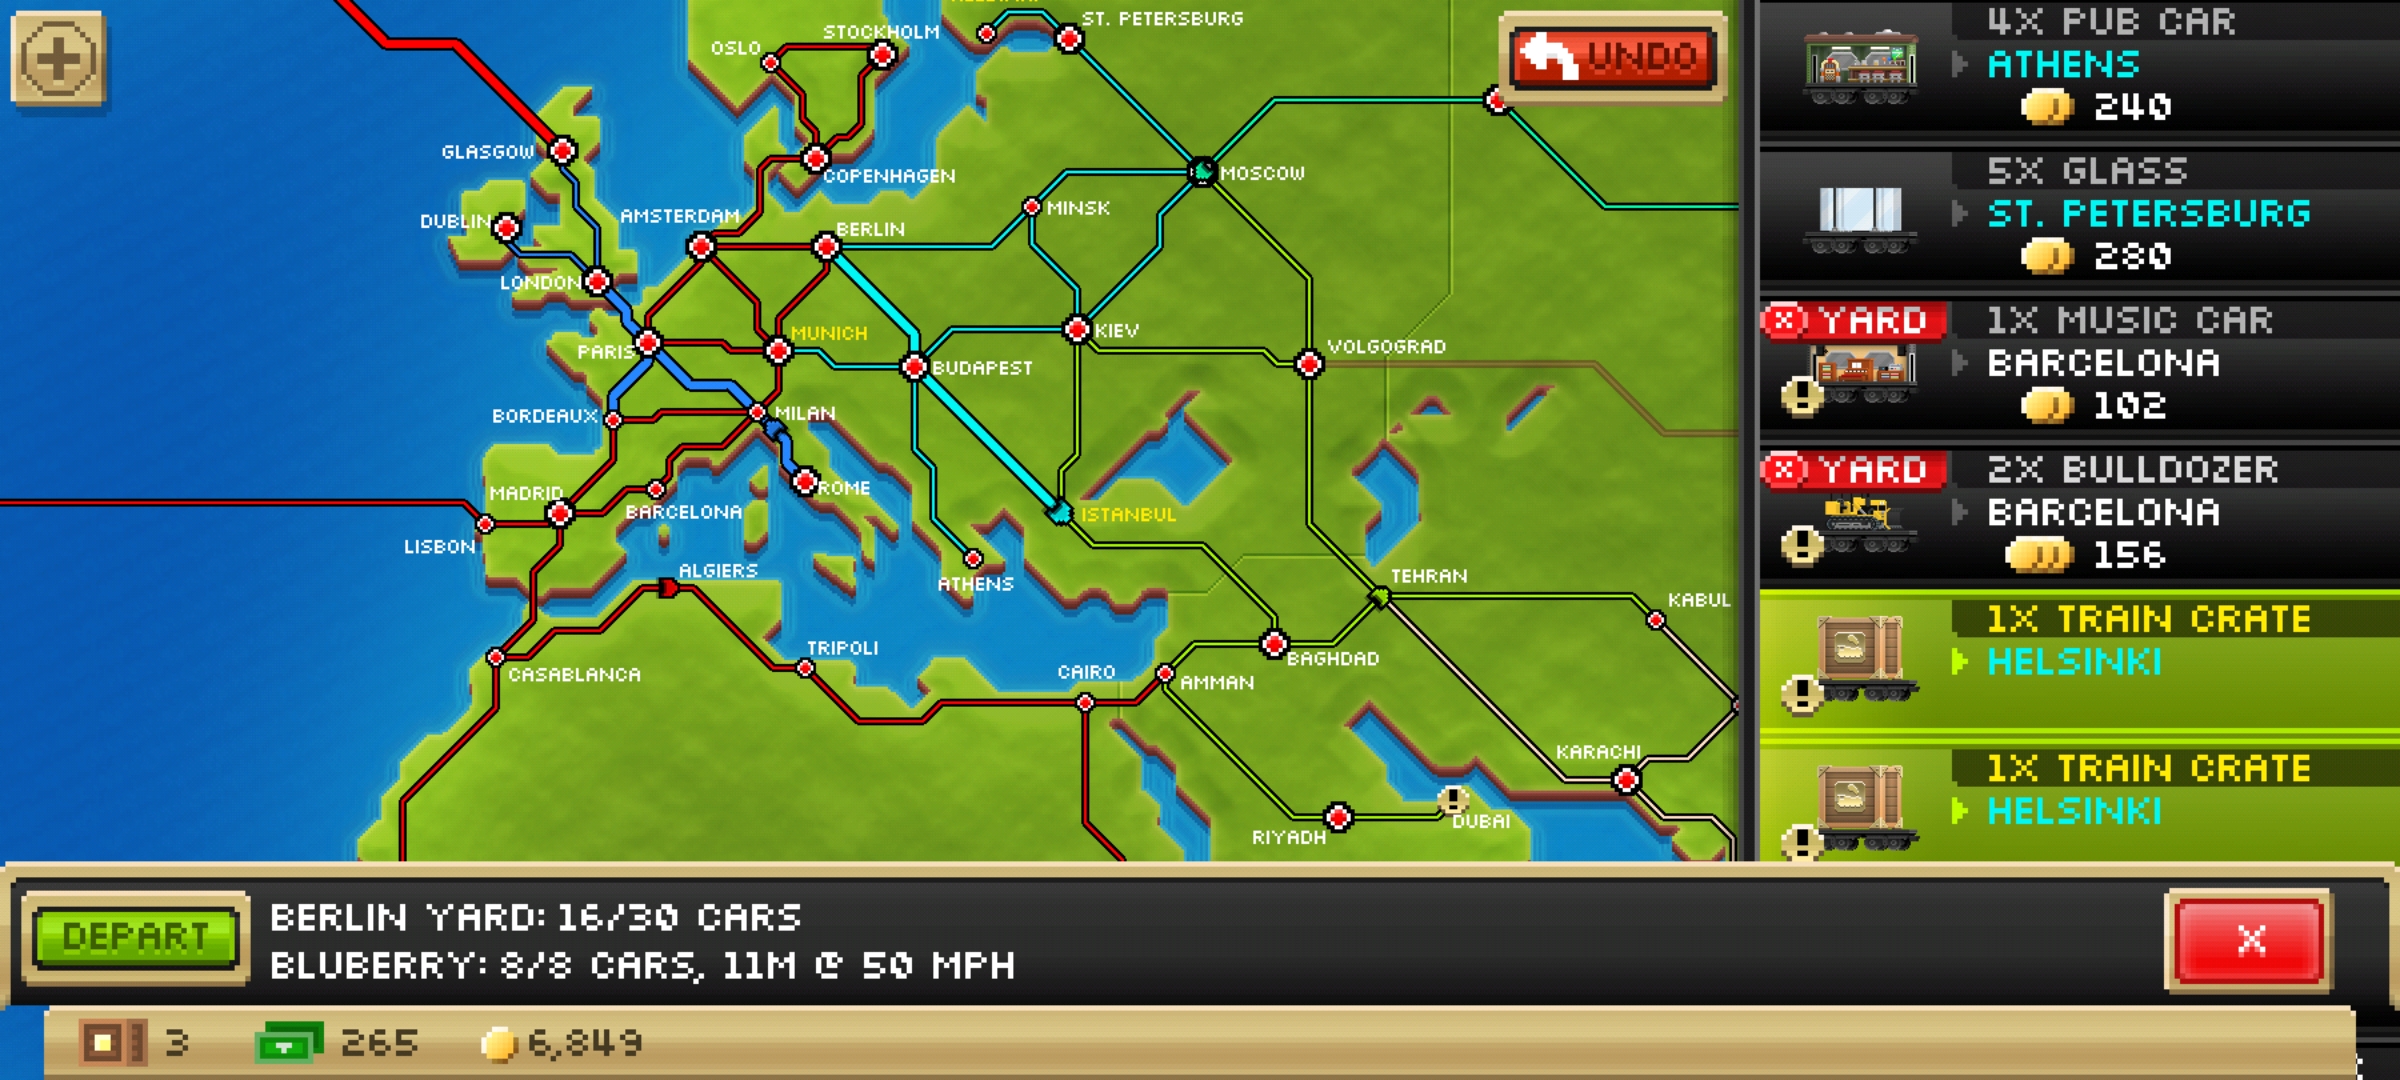 ST. PETERSBURG
STOCKHOLM
OSLO
UNDO
GLASGOW
COPENHAGEN
MOSCOW
DUBLIN
AMSTERDAM
BERLIN
MINSK
LONDON
PARIS
MUNICH
KIEV
VOLGOGRAD
BUDAPEST
BORDEAUX
MILAN
MADRID
BARCELONA
ROME
ISTANBUL
LISBON
ALGIERS
ATHENS
TEHRAN
KABUL
CASABLANCA
TRIPOLI
CAIRO
AMMAN
BAGHDAD
KARACHI
RIYADH
DUBAI
4X PUB CAR
ATHENS
240
5X GLASS
ST. PETERSBURG
280
YARD
1X MUSIC CAR
BARCELONA
102
YARD
2X BULLDOZER
BARCELONA
156
1X TRAIN CRATE
HELSINKI
1X TRAIN CRATE
HELSINKI
DEPART
BERLIN YARD: 16/30 CARS
BLUBERRY: 8/8 CARS, 11M @ 50 MPH
X
3
265
6,849